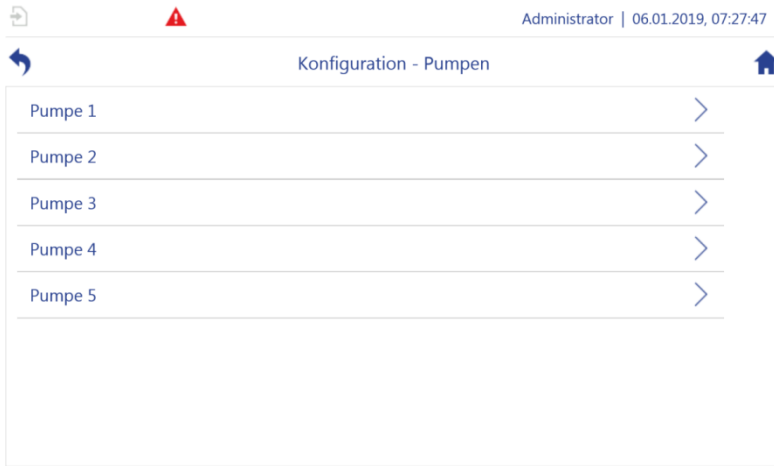 Administrator | 06.01.2019, 07:27:47
Konfiguration - Pumpen
Pumpe 1
Pumpe 2
Pumpe 3
Pumpe 4
Pumpe 5